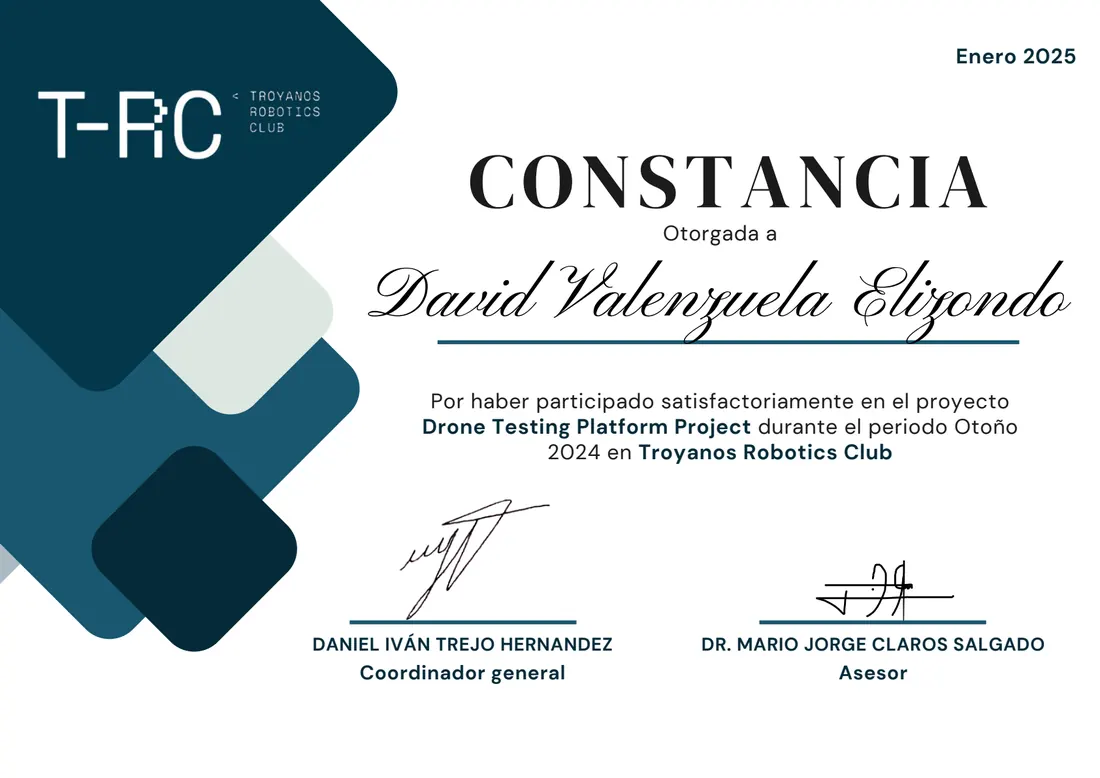 Enero 2025
T-RC
< TROYANOS
ROBOTICS
CLUB
CONSTANCIA
Otorgada a
David Valenzuela Elizondo
Por haber participado satisfactoriamente en el proyecto
Drone Testing Platform Project durante el periodo Otoño
2024 en Troyanos Robotics Club
DANIEL IVÁN TREJO HERNANDEZ
Coordinador general
DR. MARIO JORGE CLAROS SALGADO
Asesor